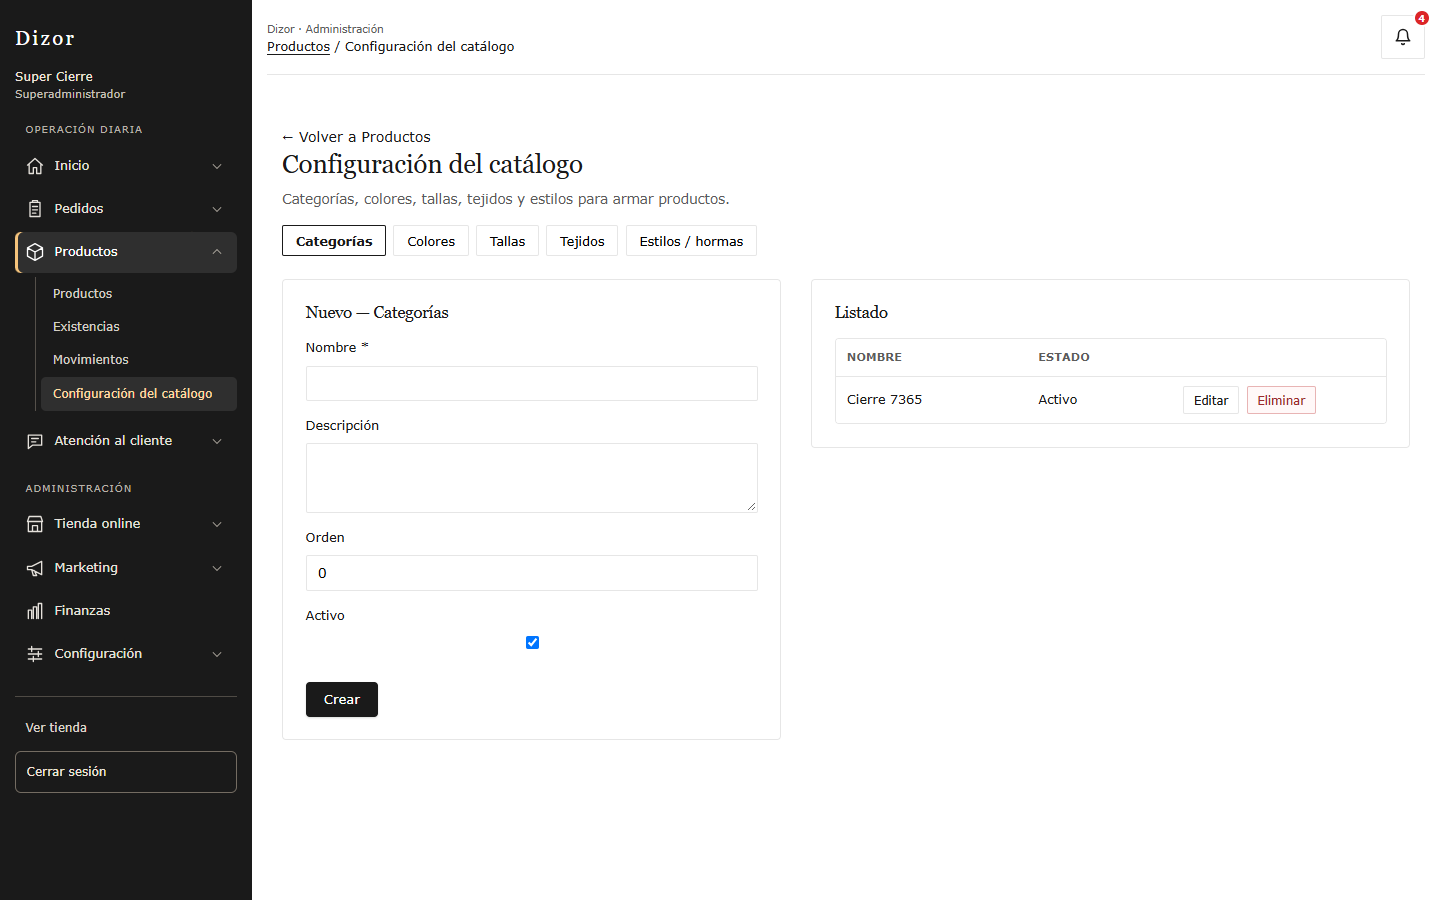 Dizor
Super Cierre
Superadministrador
OPERACIÓN DIARIA
Inicio
Pedidos
Productos
Productos
Existencias
Movimientos
Configuración del catálogo
Atención al cliente
ADMINISTRACIÓN
Tienda online
Marketing
Finanzas
Configuración
Ver tienda
Cerrar sesión
Dizor · Administración
Productos / Configuración del catálogo
4
← Volver a Productos
Configuración del catálogo
Categorías, colores, tallas, tejidos y estilos para armar productos.
Categorías Colores Tallas Tejidos Estilos / hormas
Nuevo — Categorías
Nombre *
Descripción
Orden
0
Activo
Crear
Listado
NOMBRE ESTADO
Cierre 7365 Activo Editar Eliminar